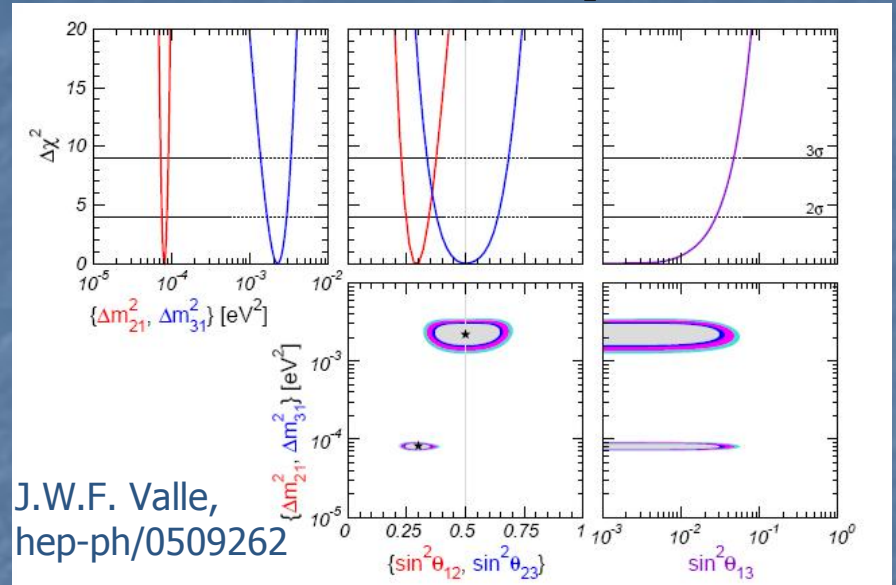 20
15
10
5
0
Δχ²
3σ
2σ
10⁻⁵ 10⁻⁴ 10⁻³ 10⁻²
{Δm²₂₁, Δm²₃₁} [eV²]
10⁻³
10⁻⁴
10⁻⁵
{Δm²₂₁, Δm²₃₁} [eV²]
0 0.25 0.5 0.75 1
10⁻³ 10⁻² 10⁻¹ 10⁰
{sin²θ₁₂, sin²θ₂₃}
sin²θ₁₃
J.W.F. Valle,
hep-ph/0509262